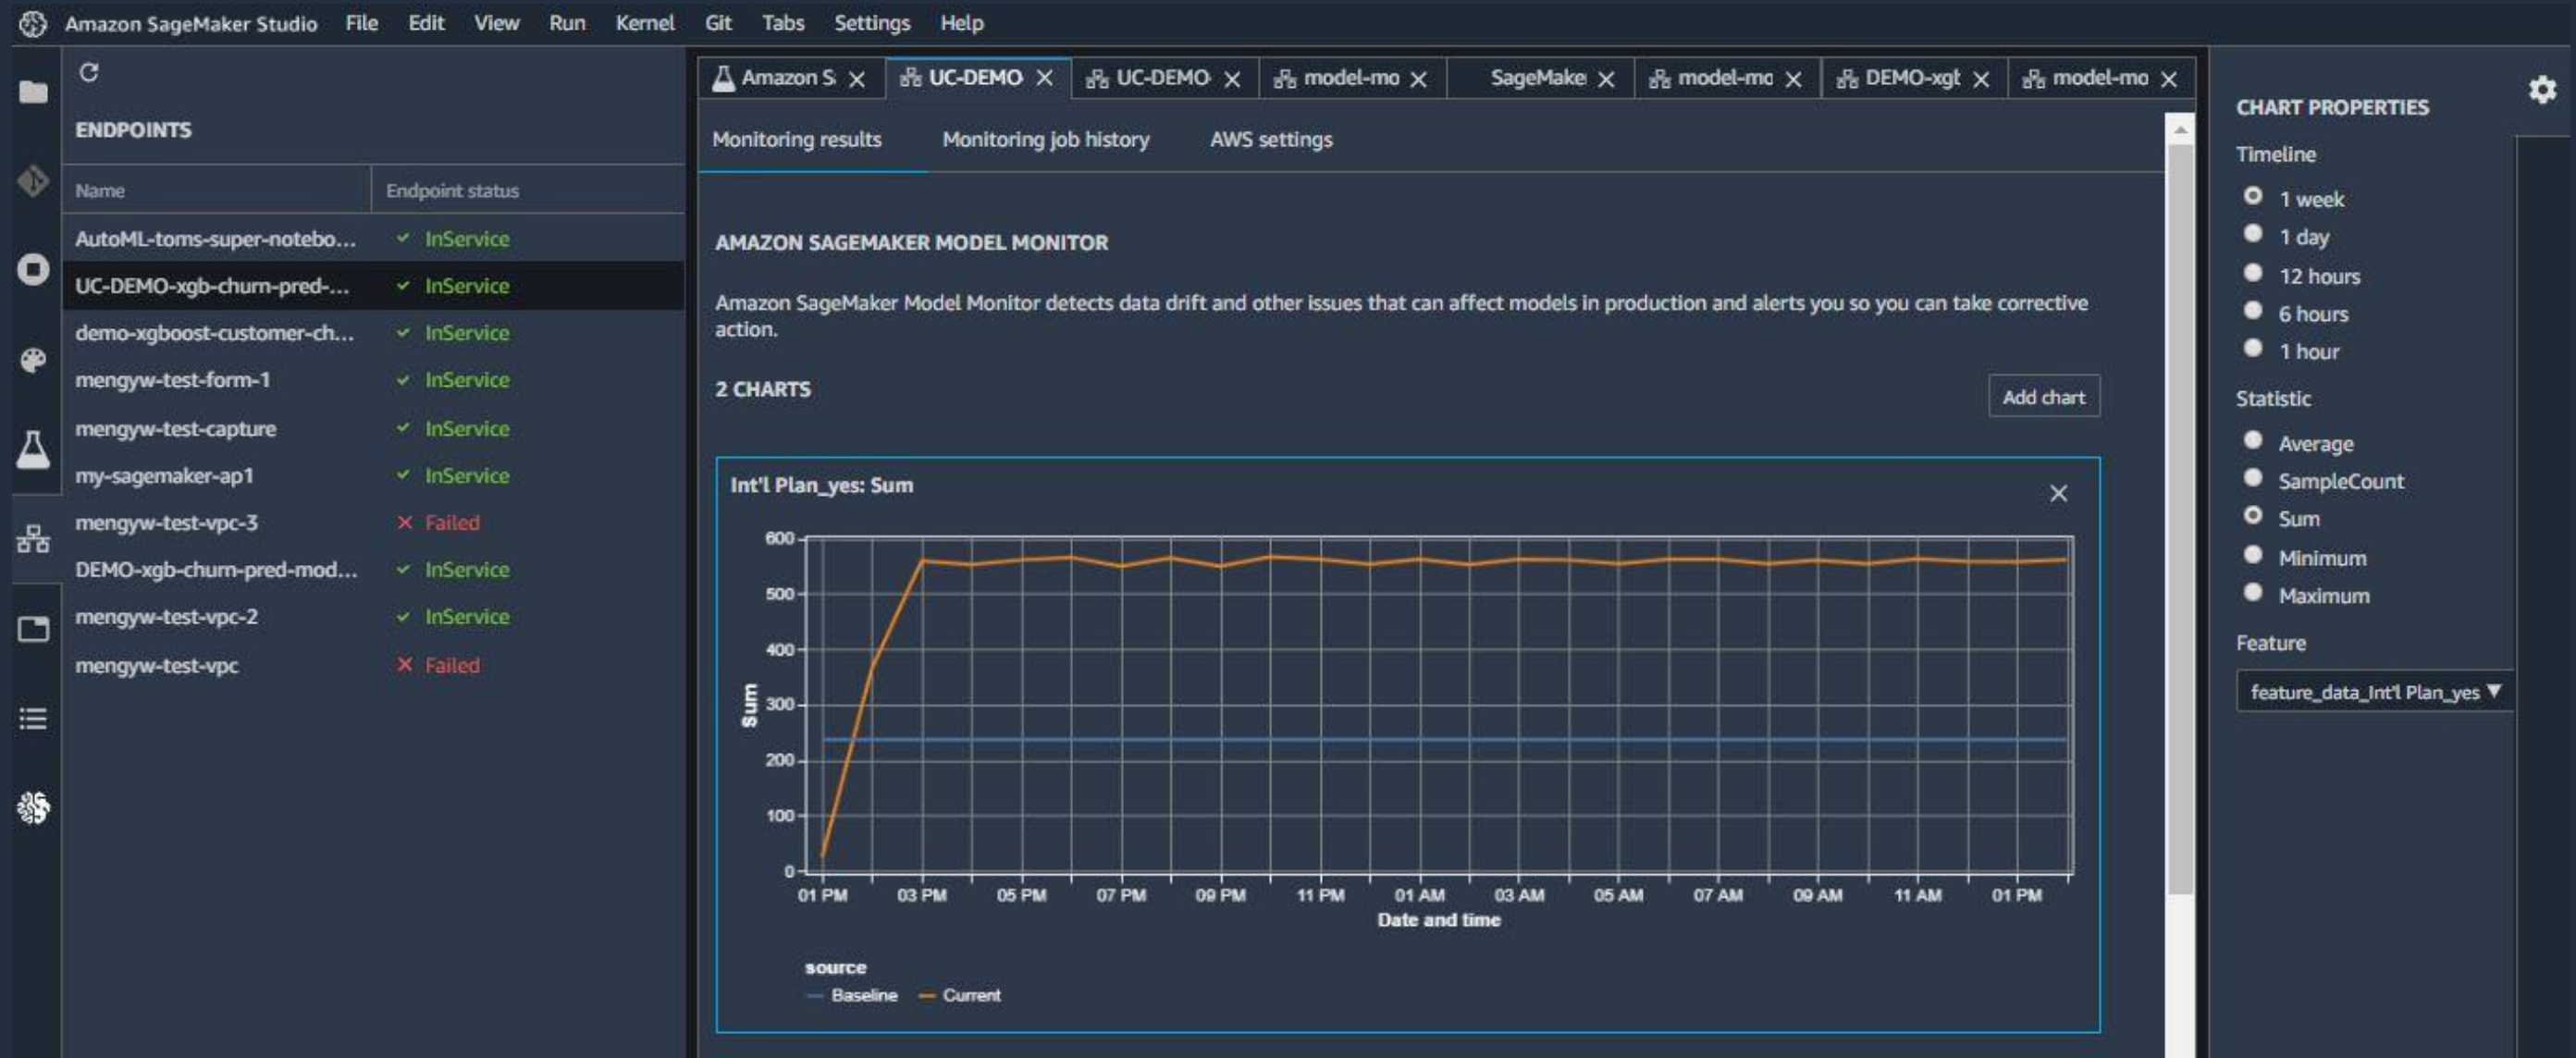 Amazon SageMaker Studio File Edit View Run Kernel Git Tabs Settings Help
ENDPOINTS
Name Endpoint status
AutoML-toms-super-notebo... InService
UC-DEMO-xgb-churn-pred-... InService
demo-xgboost-customer-ch... InService
mengyw-test-form-1 InService
mengyw-test-capture InService
my-sagemaker-ap1 InService
mengyw-test-vpc-3 Failed
DEMO-xgb-churn-pred-mod... InService
mengyw-test-vpc-2 InService
mengyw-test-vpc Failed
Amazon S UC-DEMO UC-DEMO model-mo SageMake model-mo DEMO-xgt model-mo
Monitoring results Monitoring job history AWS settings
AMAZON SAGEMAKER MODEL MONITOR
Amazon SageMaker Model Monitor detects data drift and other issues that can affect models in production and alerts you so you can take corrective
action.
2 CHARTS
Add chart
Int'l Plan_yes: Sum
600
500
400
300
200
100
0
Sum
01 PM 03 PM 05 PM 07 PM 09 PM 11 PM 01 AM 03 AM 05 AM 07 AM 09 AM 11 AM 01 PM
Date and time
source
Baseline Current
CHART PROPERTIES
Timeline
1 week
1 day
12 hours
6 hours
1 hour
Statistic
Average
SampleCount
Sum
Minimum
Maximum
Feature
feature_data_Int'l Plan_yes